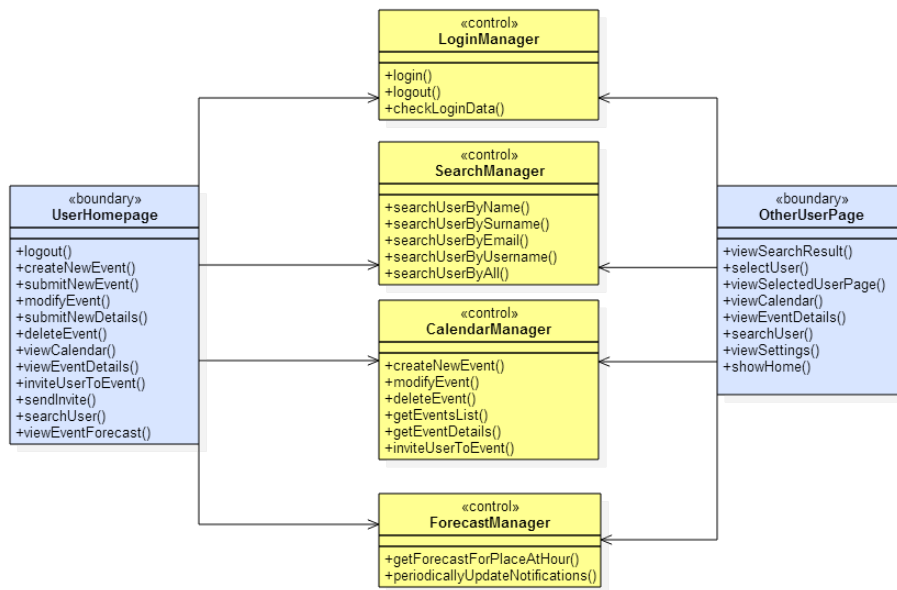 «control»
LoginManager
+login()
+logout()
+checkLoginData()
«control»
SearchManager
+searchUserByName()
+searchUserBySurname()
+searchUserByEmail()
+searchUserByUsername()
+searchUserByAll()
«boundary»
UserHomepage
+logout()
+createNewEvent()
+submitNewEvent()
+modifyEvent()
+submitNewDetails()
+deleteEvent()
+viewCalendar()
+viewEventDetails()
+inviteUserToEvent()
+sendInvite()
+searchUser()
+viewEventForecast()
«boundary»
OtherUserPage
+viewSearchResult()
+selectUser()
+viewSelectedUserPage()
+viewCalendar()
+viewEventDetails()
+searchUser()
+viewSettings()
+showHome()
«control»
CalendarManager
+createNewEvent()
+modifyEvent()
+deleteEvent()
+getEventsList()
+getEventDetails()
+inviteUserToEvent()
«control»
ForecastManager
+getForecastForPlaceAtHour()
+periodicallyUpdateNotifications()